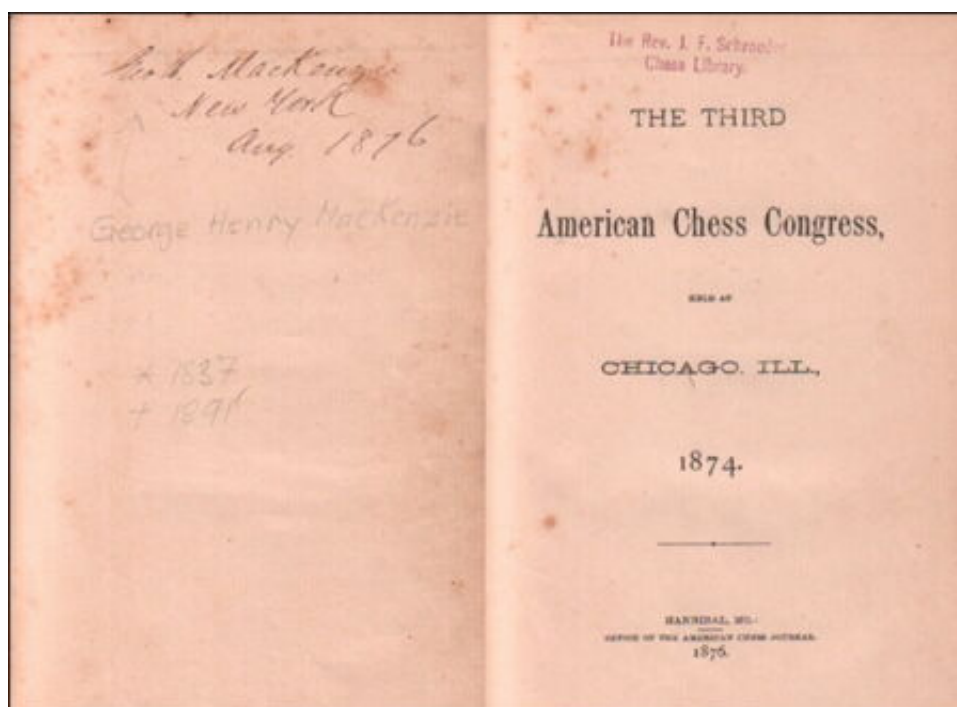 Geo H. MacKenzie
New York
Aug. 1876
George Henry MacKenzie
* 1837
+ 1891
The Rev. J. F. Schroeder
Chess Library.
THE THIRD
American Chess Congress,
HELD AT
CHICAGO, ILL.,
1874.
HANNIBAL, MO.:
OFFICE OF THE AMERICAN CHESS JOURNAL.
1876.